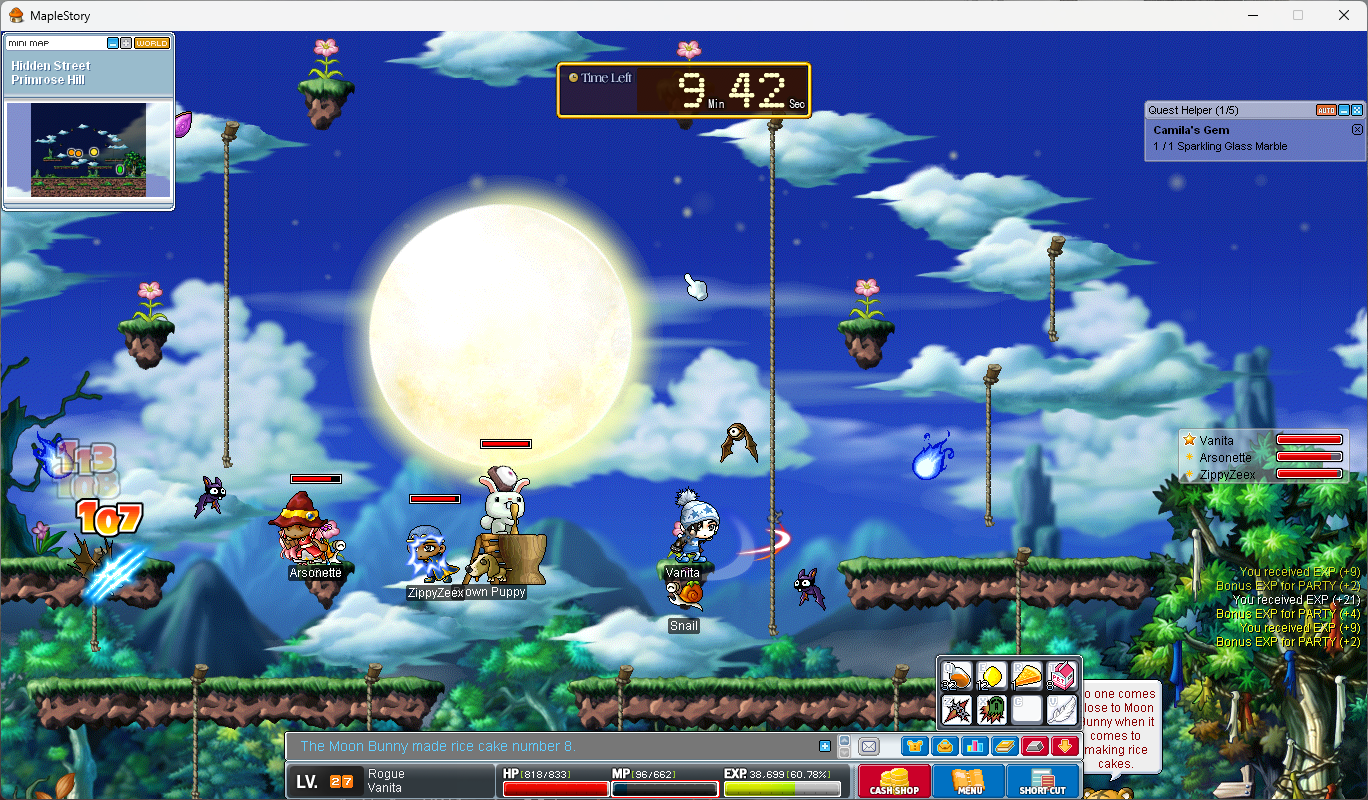 MapleStory
MINI MAP
WORLD
Hidden Street
Primrose Hill
Time Left
9 Min 42 Sec
Quest Helper (1/5)
AUTO
Camila's Gem
1 / 1 Sparkling Glass Marble
Vanita
Arsonette
ZippyZeex
113
107
Arsonette
ZippyZeex
own Puppy
Vanita
Snail
You received EXP (+9)
Bonus EXP for PARTY (+2)
You received EXP (+21)
Bonus EXP for PARTY (+4)
You received EXP (+9)
Bonus EXP for PARTY (+2)
o one comes
lose to Moon
unny when it
comes to
making rice
cakes.
The Moon Bunny made rice cake number 8.
LV. 27
Rogue
Vanita
HP[818/833]
MP[96/662]
EXP. 38,699[60.78%]
CASH SHOP
MENU
SHORT CUT